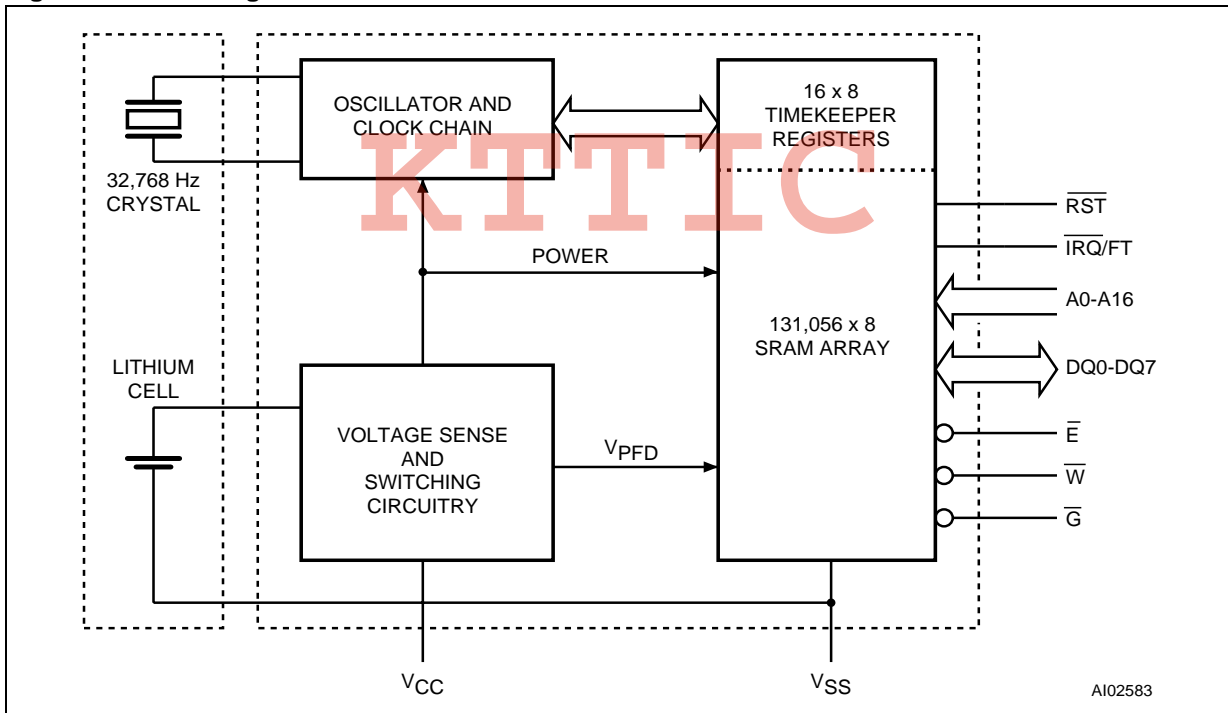 OSCILLATOR AND
CLOCK CHAIN
16 x 8
TIMEKEEPER
REGISTERS
KTTIC
32,768 Hz
CRYSTAL
RST
IRQ/FT
POWER
A0-A16
131,056 x 8
SRAM ARRAY
LITHIUM
CELL
DQ0-DQ7
VOLTAGE SENSE
AND
SWITCHING
CIRCUITRY
VPFD
E
W
G
VCC
VSS
AI02583